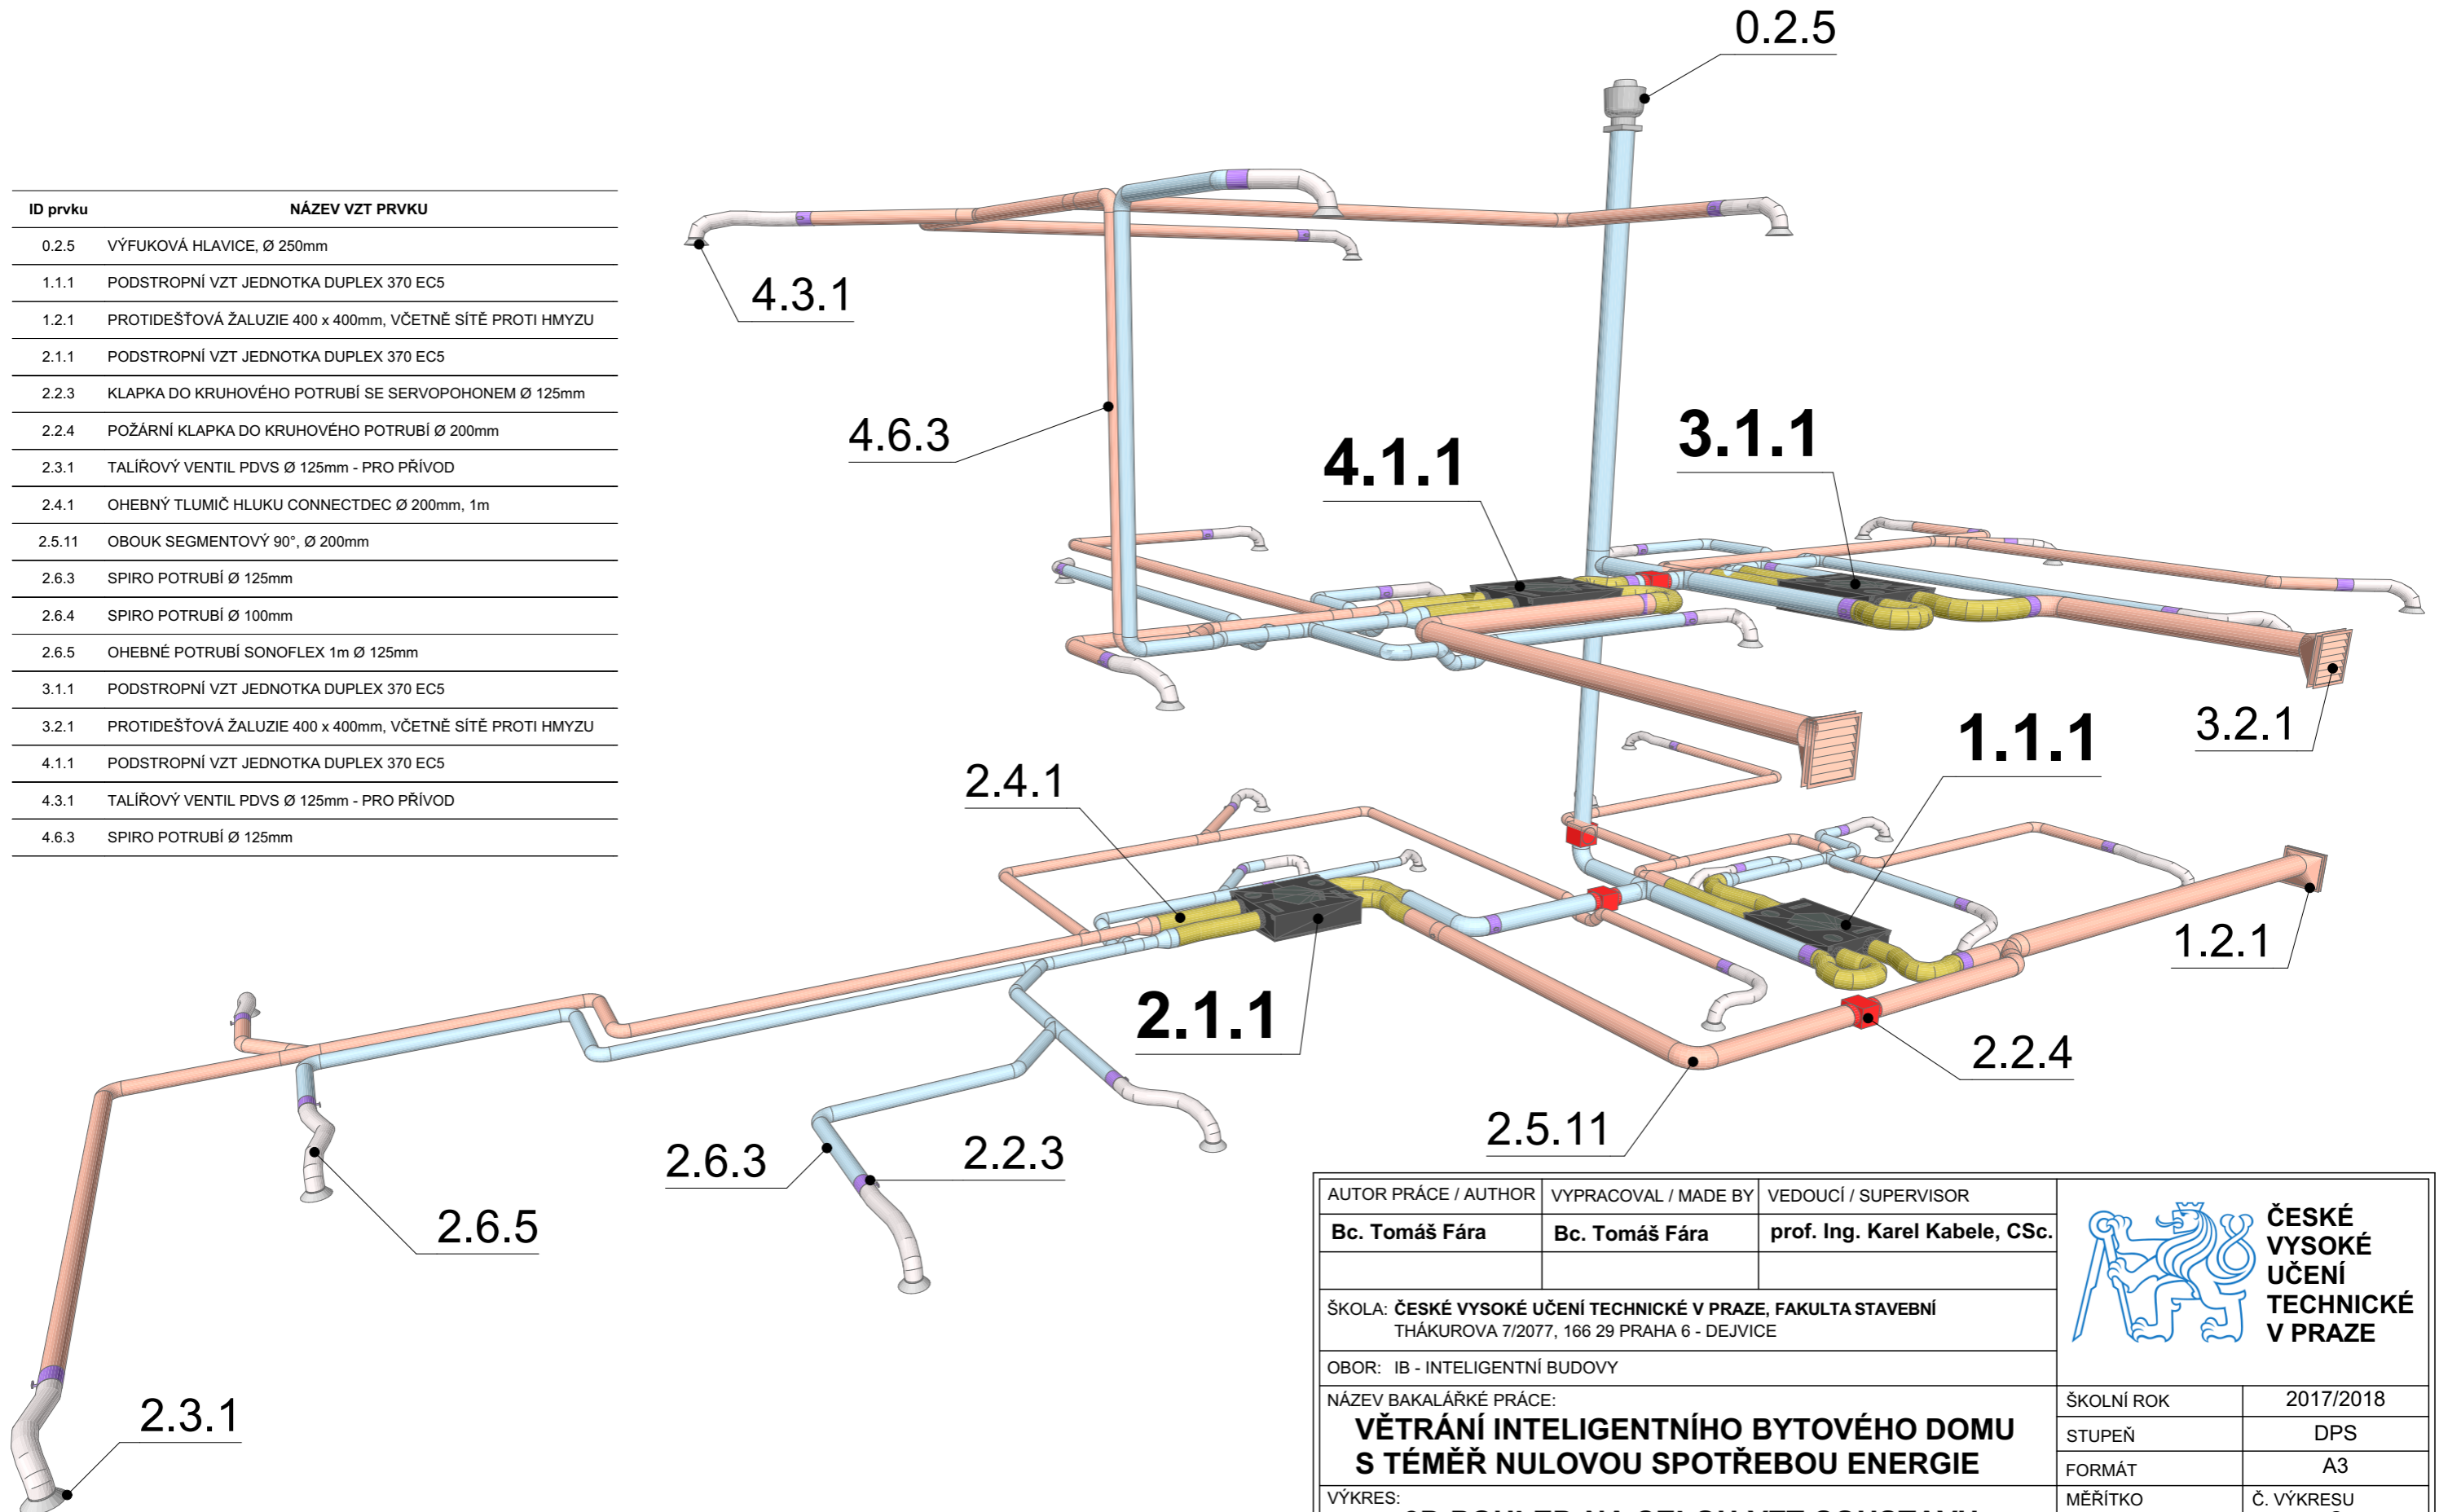 0.2.5
ID prvku NÁZEV VZT PRVKU
0.2.5 VÝFUKOVÁ HLAVICE, Ø 250mm
1.1.1 PODSTROPNÍ VZT JEDNOTKA DUPLEX 370 EC5
1.2.1 PROTIDEŠŤOVÁ ŽALUZIE 400 x 400mm, VČETNĚ SÍTĚ PROTI HMYZU
2.1.1 PODSTROPNÍ VZT JEDNOTKA DUPLEX 370 EC5
2.2.3 KLAPKA DO KRUHOVÉHO POTRUBÍ SE SERVOPOHONEM Ø 125mm
2.2.4 POŽÁRNÍ KLAPKA DO KRUHOVÉHO POTRUBÍ Ø 200mm
2.3.1 TALÍŘOVÝ VENTIL PDVS Ø 125mm - PRO PŘÍVOD
2.4.1 OHEBNÝ TLUMIČ HLUKU CONNECTDEC Ø 200mm, 1m
2.5.11 OBOUK SEGMENTOVÝ 90°, Ø 200mm
2.6.3 SPIRO POTRUBÍ Ø 125mm
2.6.4 SPIRO POTRUBÍ Ø 100mm
2.6.5 OHEBNÉ POTRUBÍ SONOFLEX 1m Ø 125mm
3.1.1 PODSTROPNÍ VZT JEDNOTKA DUPLEX 370 EC5
3.2.1 PROTIDEŠŤOVÁ ŽALUZIE 400 x 400mm, VČETNĚ SÍTĚ PROTI HMYZU
4.1.1 PODSTROPNÍ VZT JEDNOTKA DUPLEX 370 EC5
4.3.1 TALÍŘOVÝ VENTIL PDVS Ø 125mm - PRO PŘÍVOD
4.6.3 SPIRO POTRUBÍ Ø 125mm
4.3.1
4.6.3
4.1.1
3.1.1
3.2.1
1.1.1
2.4.1
1.2.1
2.1.1
2.2.4
2.5.11
2.6.3
2.2.3
2.6.5
2.3.1
AUTOR PRÁCE / AUTHOR VYPRACOVAL / MADE BY VEDOUCÍ / SUPERVISOR
Bc. Tomáš Fára Bc. Tomáš Fára prof. Ing. Karel Kabele, CSc.
ČESKÉ
VYSOKÉ
UČENÍ
TECHNICKÉ
V PRAZE
ŠKOLA: ČESKÉ VYSOKÉ UČENÍ TECHNICKÉ V PRAZE, FAKULTA STAVEBNÍ
THÁKUROVA 7/2077, 166 29 PRAHA 6 - DEJVICE
OBOR: IB - INTELIGENTNÍ BUDOVY
NÁZEV BAKALÁŘKÉ PRÁCE:
VĚTRÁNÍ INTELIGENTNÍHO BYTOVÉHO DOMU
S TÉMĚŘ NULOVOU SPOTŘEBOU ENERGIE
ŠKOLNÍ ROK 2017/2018
STUPEŇ DPS
FORMÁT A3
VÝKRES:
MĚŘÍTKO Č. VÝKRESU